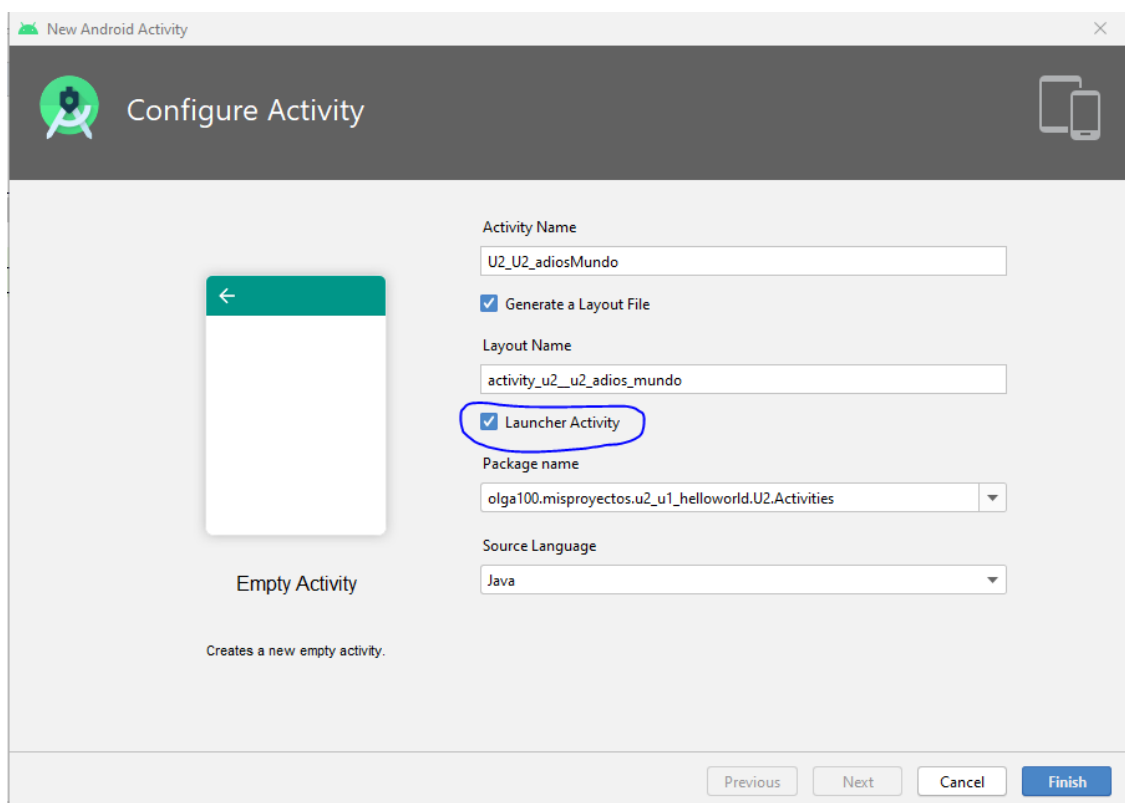 New Android Activity
Configure Activity
Activity Name
U2_U2_adiosMundo
Generate a Layout File
Layout Name
activity_u2__u2_adios_mundo
Launcher Activity
Package name
olga100.misproyectos.u2_u1_helloworld.U2.Activities
Source Language
Java
Empty Activity
Creates a new empty activity.
Previous Next Cancel Finish